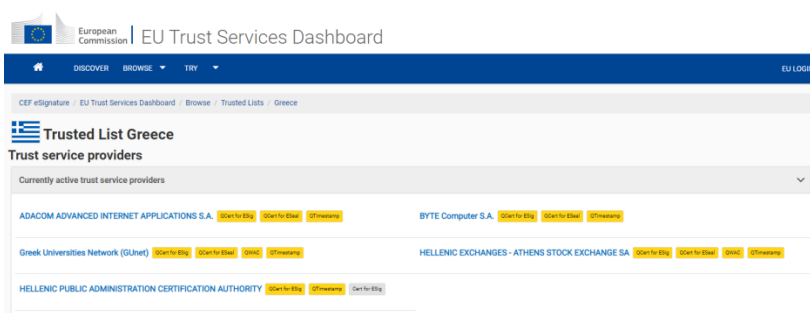 European
Commission
EU Trust Services Dashboard
DISCOVER BROWSE TRY EU LOGIN
CEF eSignature / EU Trust Services Dashboard / Browse / Trusted Lists / Greece
Trusted List Greece
Trust service providers
Currently active trust service providers
ADACOM ADVANCED INTERNET APPLICATIONS S.A. QCert for ESig QCert for ESeal QTimestamp
BYTE Computer S.A. QCert for ESig QCert for ESeal QTimestamp
Greek Universities Network (GUnet) QCert for ESig QCert for ESeal QWAC QTimestamp
HELLENIC EXCHANGES - ATHENS STOCK EXCHANGE SA QCert for ESig QCert for ESeal QWAC QTimestamp
HELLENIC PUBLIC ADMINISTRATION CERTIFICATION AUTHORITY QCert for ESig QTimestamp Cert for ESig